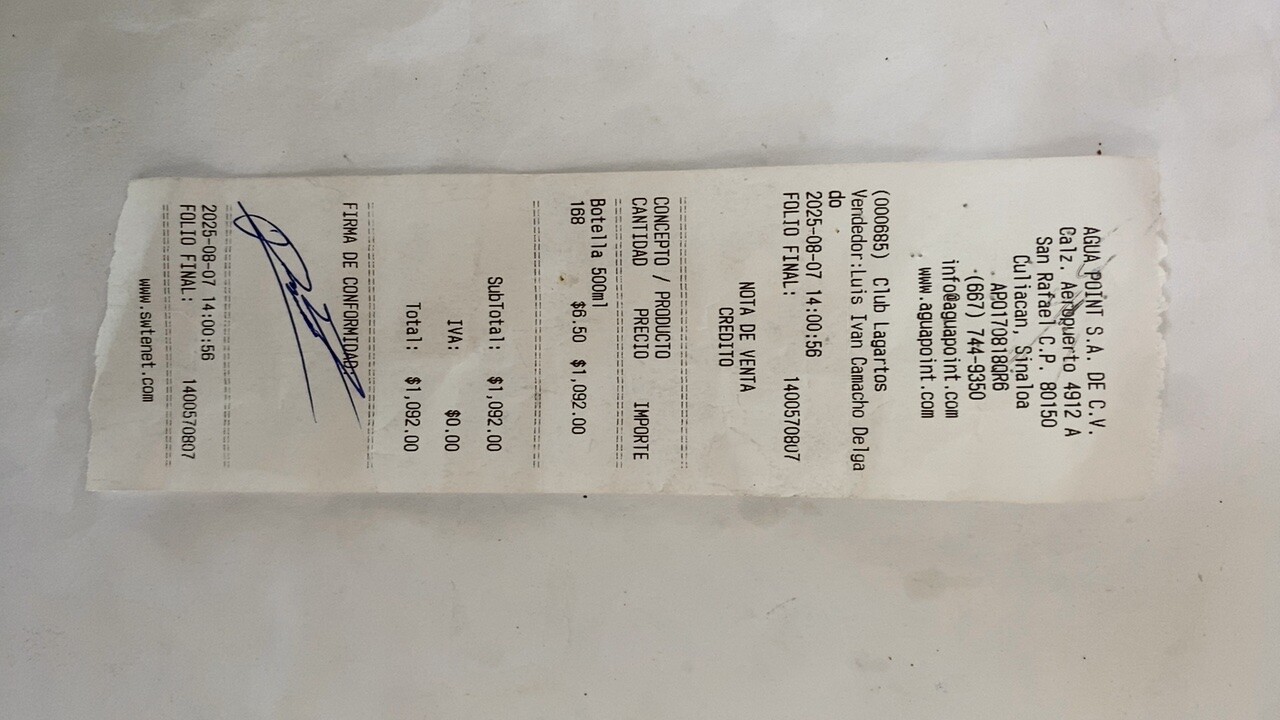 AGUA POINT S.A. DE C.V.
Calz. Aeropuerto 4912 A
San Rafael C.P. 80150
Culiacan, Sinaloa
APO170818QR6
(667) 744-9350
info@aguapoint.com
: www.aguapoint.com
(000685) Club Lagartos
Vendedor:Luis Ivan Camacho Delga
do
2025-08-07 14:00:56
FOLIO FINAL: 1400570807
NOTA DE VENTA
CREDITO
CONCEPTO / PRODUCTO
CANTIDAD PRECIO IMPORTE
Botella 500ml
168 $6.50 $1,092.00
SubTotal: $1,092.00
IVA: $0.00
Total: $1,092.00
FIRMA DE CONFORMIDAD
2025-08-07 14:00:56
FOLIO FINAL: 1400570807
www.swtenet.com